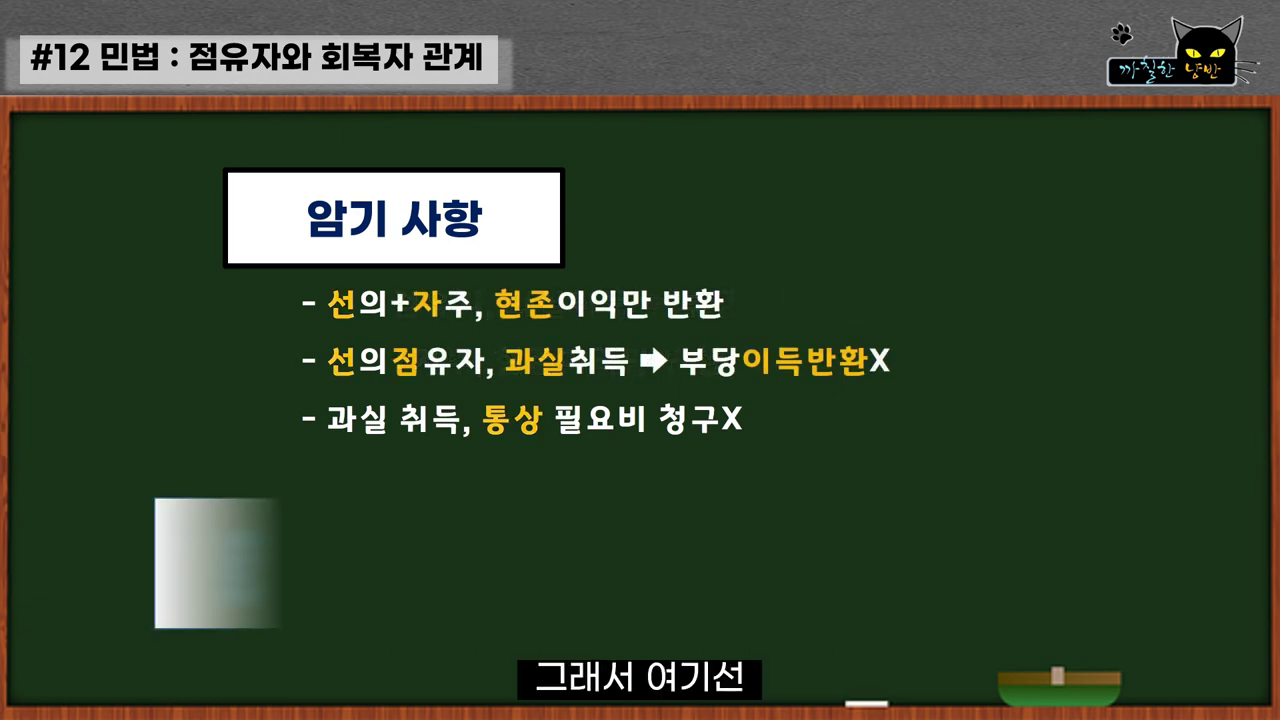 #12 민법 : 점유자와 회복자 관계
까칠한 냥반
암기 사항
- 선의+자주, 현존이익만 반환
- 선의점유자, 과실취득 ➡ 부당이득반환X
- 과실 취득, 통상 필요비 청구X
그래서 여기선